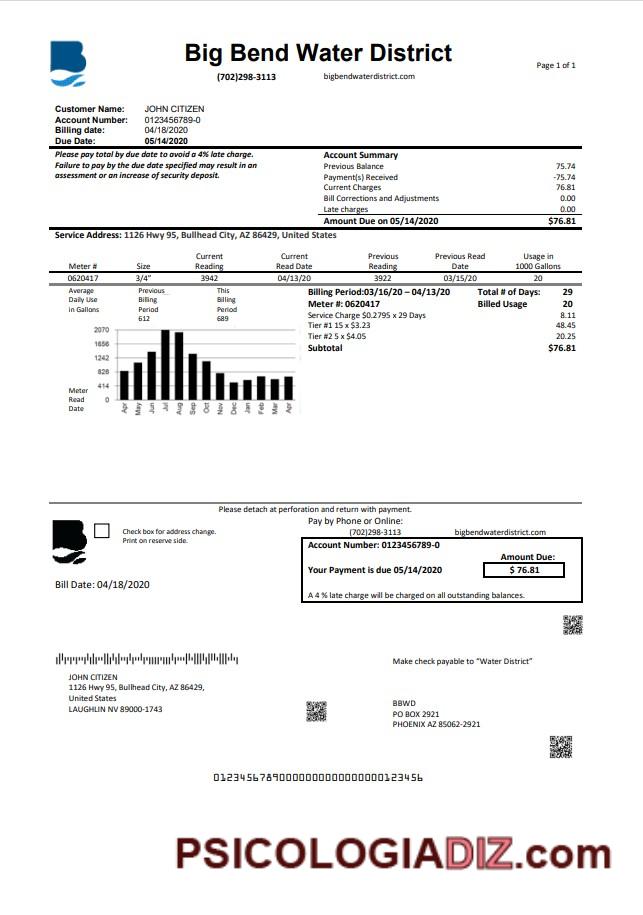 Big Bend Water District
(702)298-3113 bigbendwaterdistrict.com
Page 1 of 1
Customer Name: JOHN CITIZEN
Account Number: 0123456789-0
Billing date: 04/18/2020
Due Date: 05/14/2020
Please pay total by due date to avoid a 4% late charge.
Failure to pay by the due date specified may result in an
assessment or an increase of security deposit.
Account Summary
Previous Balance 75.74
Payment(s) Received -75.74
Current Charges 76.81
Bill Corrections and Adjustments 0.00
Late charges 0.00
Amount Due on 05/14/2020 $76.81
Service Address: 1126 Hwy 95, Bullhead City, AZ 86429, United States
Meter # Size Current Reading Current Read Date Previous Reading Previous Read Date Usage in 1000 Gallons
0620417 3/4" 3942 04/13/20 3922 03/15/20 20
Average Daily Use in Gallons
Previous_ Billing Period 612
This Billing Period 689
2070
1656
1242
828
414
0
Meter Read Date
Apr May Jun Jul Aug Sep Oct Nov Dec Jan Feb Mar Apr
Billing Period:03/16/20 – 04/13/20 Total # of Days: 29
Meter #: 0620417 Billed Usage 20
Service Charge $0.2795 x 29 Days 8.11
Tier #1 15 x $3.23 48.45
Tier #2 5 x $4.05 20.25
Subtotal $76.81
Please detach at perforation and return with payment.
Check box for address change.
Print on reserve side.
Pay by Phone or Online:
(702)298-3113 bigbendwaterdistrict.com
Account Number: 0123456789-0
Amount Due:
Your Payment is due 05/14/2020 $ 76.81
A 4 % late charge will be charged on all outstanding balances.
Bill Date: 04/18/2020
Make check payable to “Water District”
JOHN CITIZEN
1126 Hwy 95, Bullhead City, AZ 86429,
United States
LAUGHLIN NV 89000-1743
BBWD
PO BOX 2921
PHOENIX AZ 85062-2921
PSICOLOGIADIZ.com